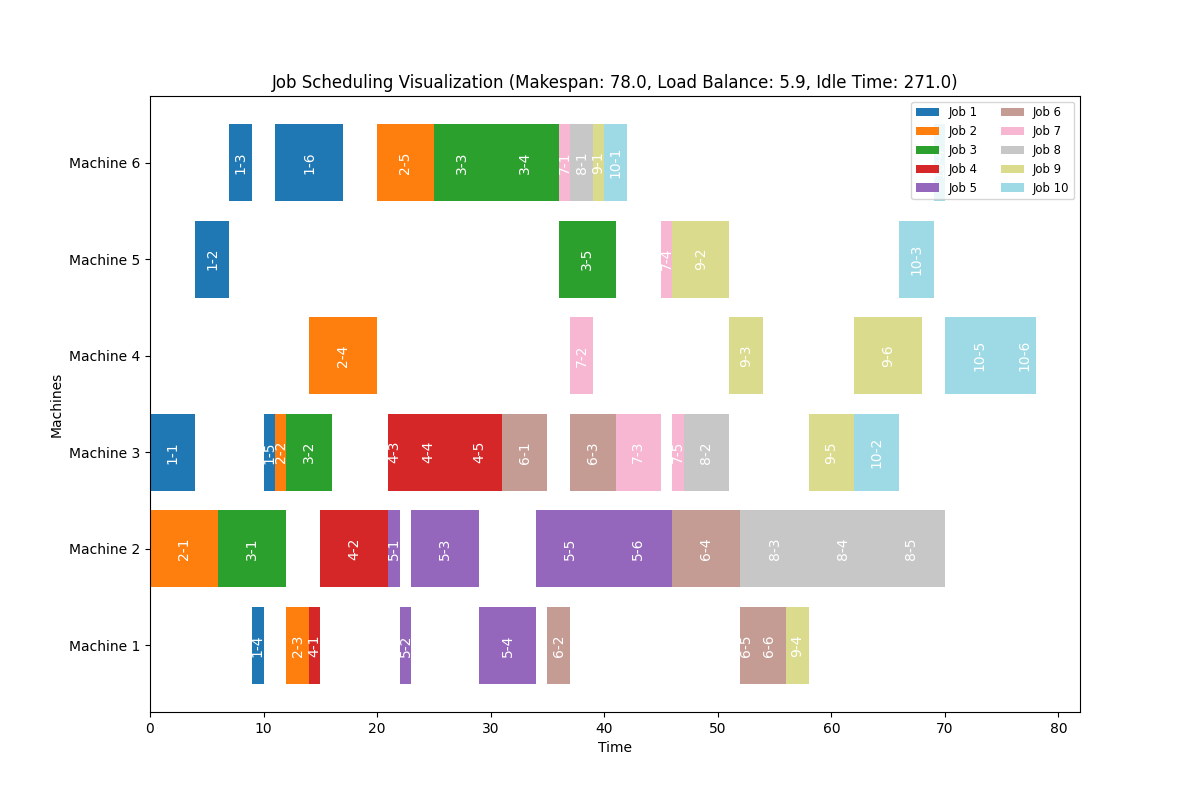 Job Scheduling Visualization (Makespan: 78.0, Load Balance: 5.9, Idle Time: 271.0)
Job 1 Job 6
Job 2 Job 7
Job 3 Job 8
Job 4 Job 9
Job 5 Job 10
Machine 6 1-3 1-6 2-5 3-3 3-4 7-1 8-1 9-1 10-1
Machine 5 1-2 3-5 7-4 9-2 10-3
Machine 4 2-4 7-2 9-3 9-6 10-5 10-6
Machine 3 1-1 1-5 2-2 3-2 4-3 4-4 4-5 6-1 6-3 7-3 7-5 8-2 9-5 10-2
Machine 2 2-1 3-1 4-2 5-1 5-3 5-5 5-6 6-4 8-3 8-4 8-5
Machine 1 1-4 2-3 4-1 5-2 5-4 6-2 6-5 6-6 9-4
Machines
0 10 20 30 40 50 60 70 80
Time